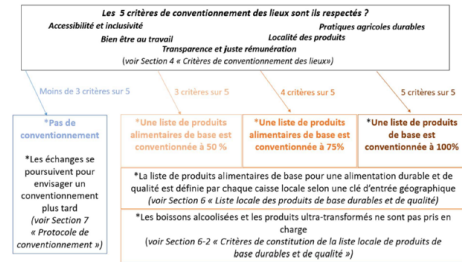 Les 5 critères de conventionnement des lieux sont ils respectés ?
Accessibilité et inclusivité
Pratiques agricoles durables
Bien être au travail
Localité des produits
Transparence et juste rémunération
(voir Section 4 « Critères de conventionnement des lieux»)
Moins de 3 critères sur 5
3 critères sur 5
4 critères sur 5
5 critères sur 5
*Pas de
conventionnement
*Les échanges se
poursuivent pour
envisager un
conventionnement
plus tard
(voir Section 7
« Protocole de
conventionnement »)
*Une liste de produits
alimentaires de base est
conventionnée à 50 %
*Une liste de produits
alimentaires de base est
conventionnée à 75%
*Une liste de produits
de base est
conventionnée à 100%
*La liste de produits alimentaires de base pour une alimentation durable et de
qualité est définie par chaque caisse locale selon une clé d'entrée géographique
(voir Section 6 « Liste locale des produits de base durables et de qualité)
*Les boissons alcoolisées et les produits ultra-transformés ne sont pas pris en
charge
(voir Section 6-2 « Critères de constitution de la liste locale de produits de
base durables et de qualité »)